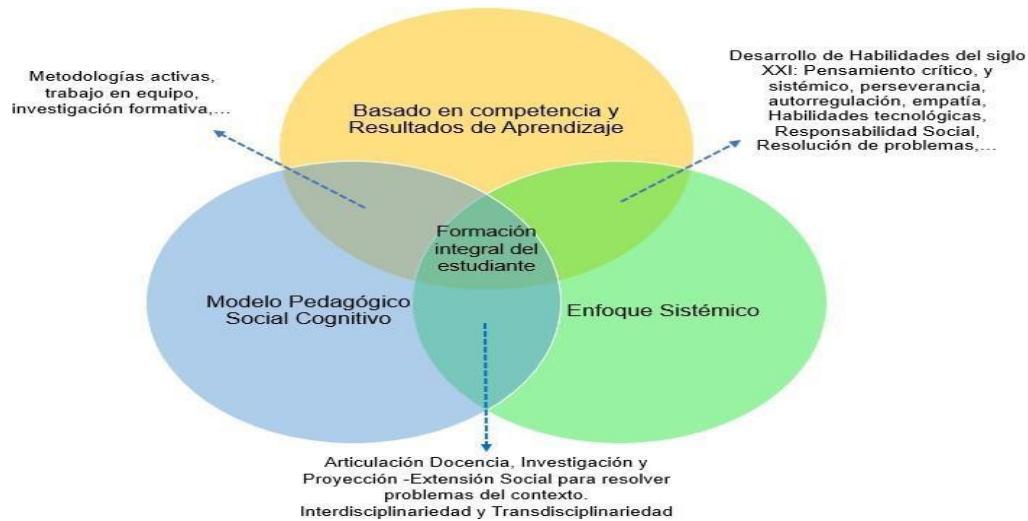 Metodologías activas,
trabajo en equipo,
investigación formativa,...
Desarrollo de Habilidades del siglo
XXI: Pensamiento crítico, y
sistémico, perseverancia,
autorregulación, empatía,
Habilidades tecnológicas,
Responsabilidad Social,
Resolución de problemas,...
Basado en competencia y
Resultados de Aprendizaje
Formación
integral del
estudiante
Modelo Pedagógico
Social Cognitivo
Enfoque Sistémico
Articulación Docencia, Investigación y
Proyección -Extensión Social para resolver
problemas del contexto.
Interdisciplinariedad y Transdisciplinariedad